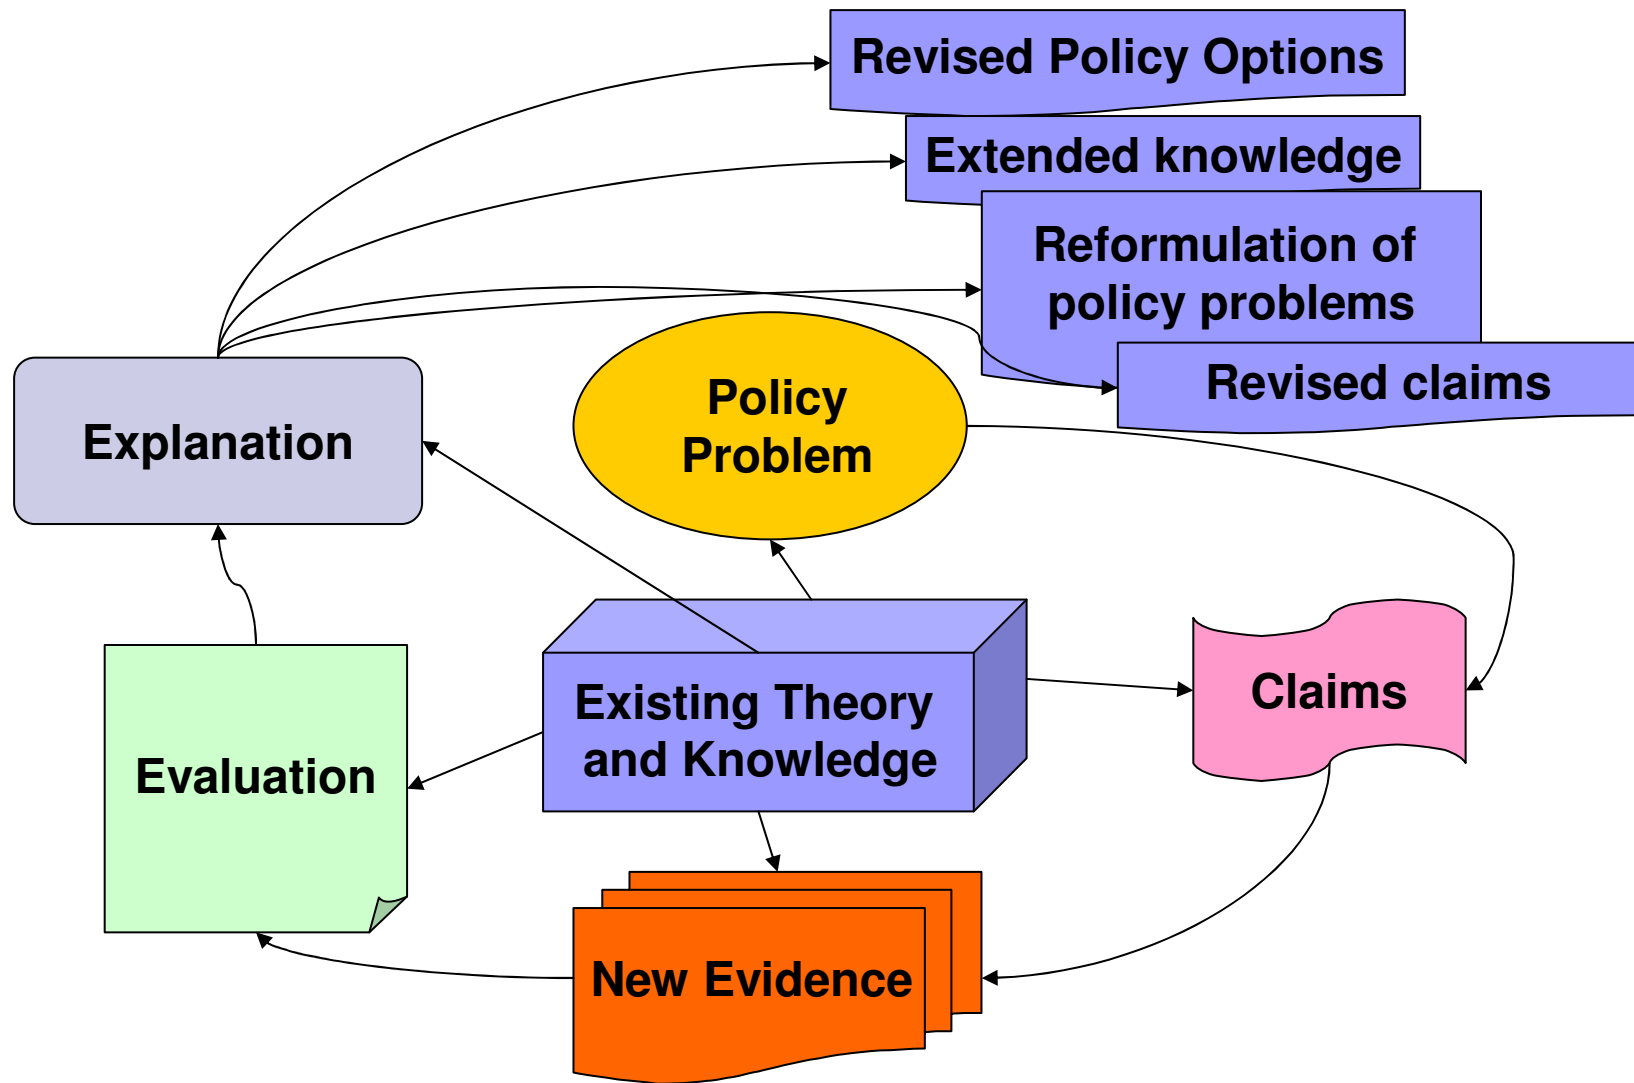 Revised Policy Options
Extended knowledge
Reformulation of
policy problems
Revised claims
Policy
Problem
Explanation
Existing Theory
and Knowledge
Claims
Evaluation
New Evidence